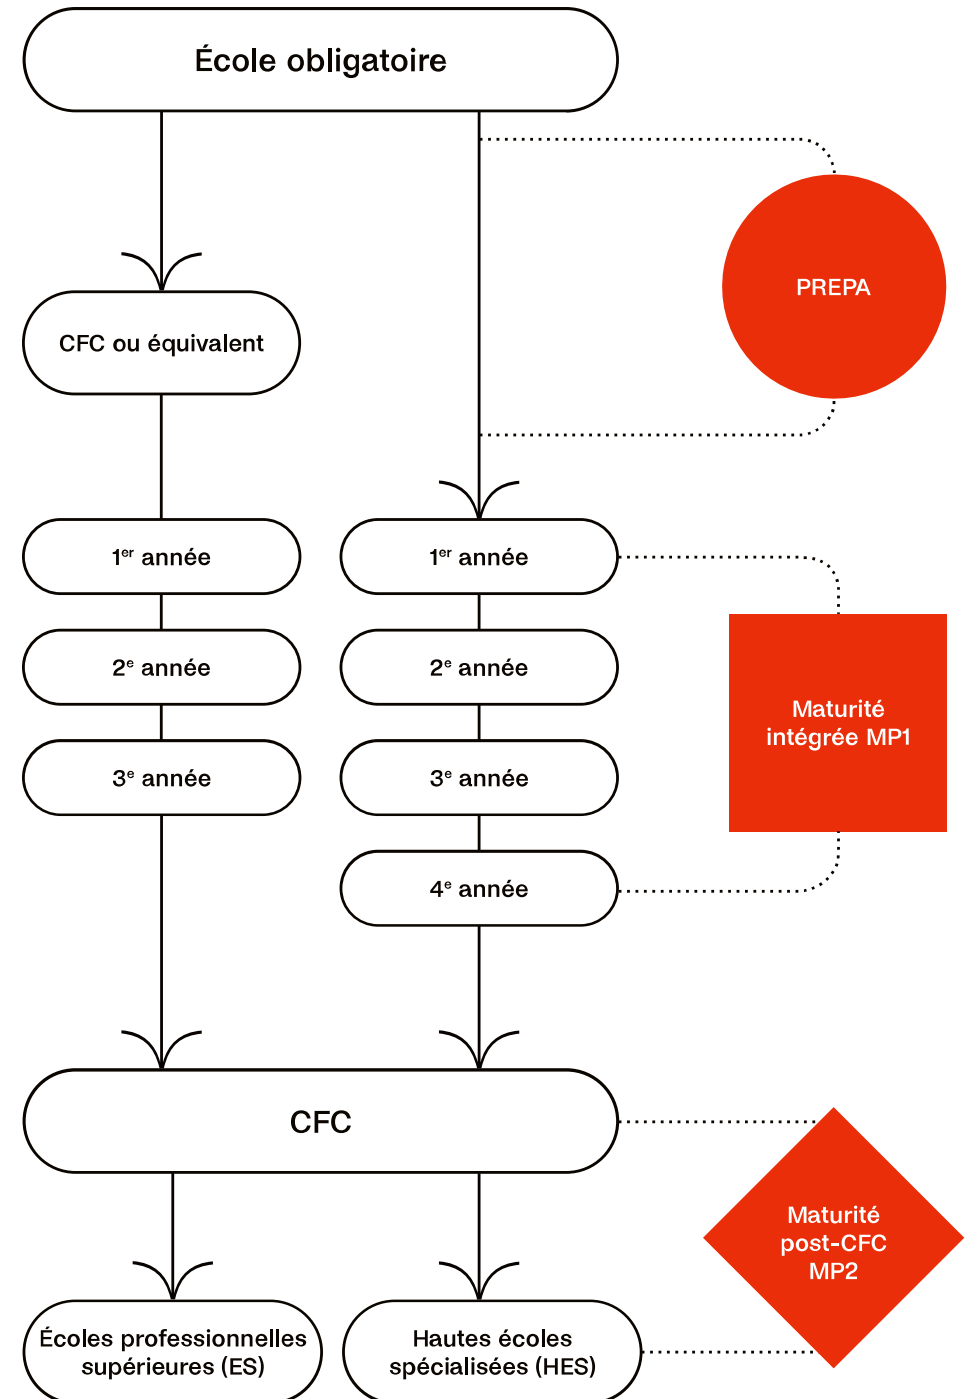 École obligatoire
PREPA
CFC ou équivalent
1er année
1er année
2e année
2e année
Maturité
intégrée MP1
3e année
3e année
4e année
CFC
Maturité
post-CFC
MP2
Écoles professionnelles
supérieures (ES)
Hautes écoles
spécialisées (HES)